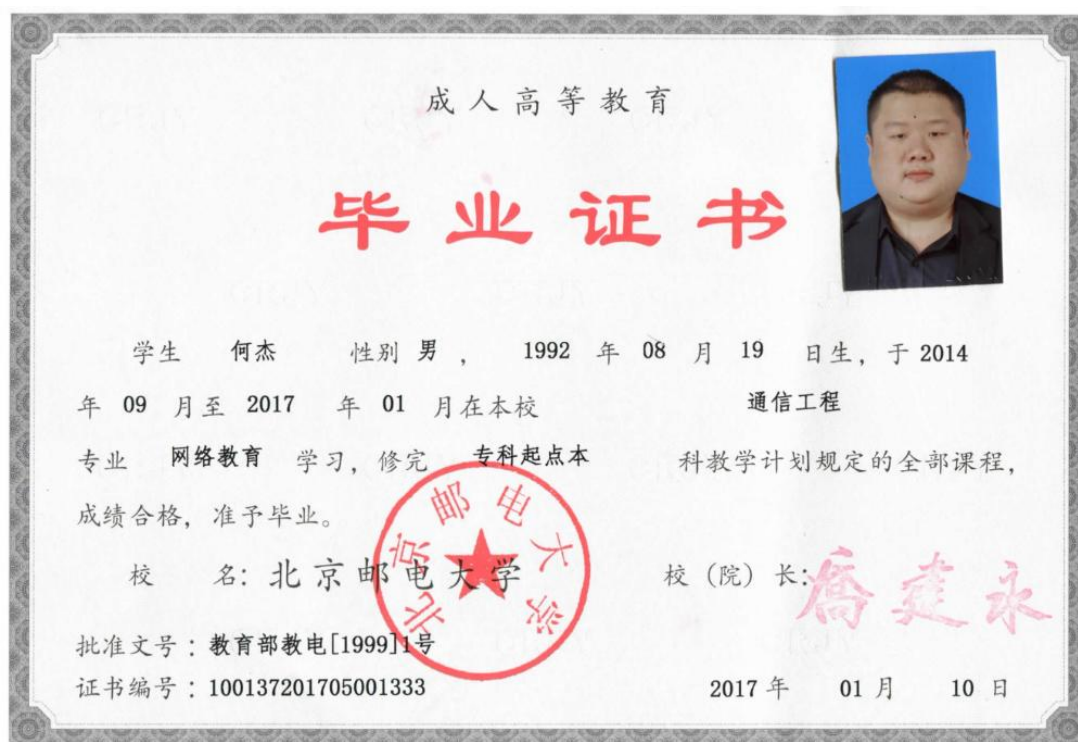 成人高等教育
毕业证书
学生 何杰 性别 男 ， 1992 年 08 月 19 日生，于 2014
年 09 月至 2017 年 01 月在本校 通信工程
专业 网络教育 学习，修完 专科起点本 科教学计划规定的全部课程，
成绩合格，准予毕业。
校 名：北京邮电大学 校（院）长：喬建永
北京邮电大学
批准文号：教育部教电[1999]1号
证书编号：100137201705001333 2017 年 01 月 10 日